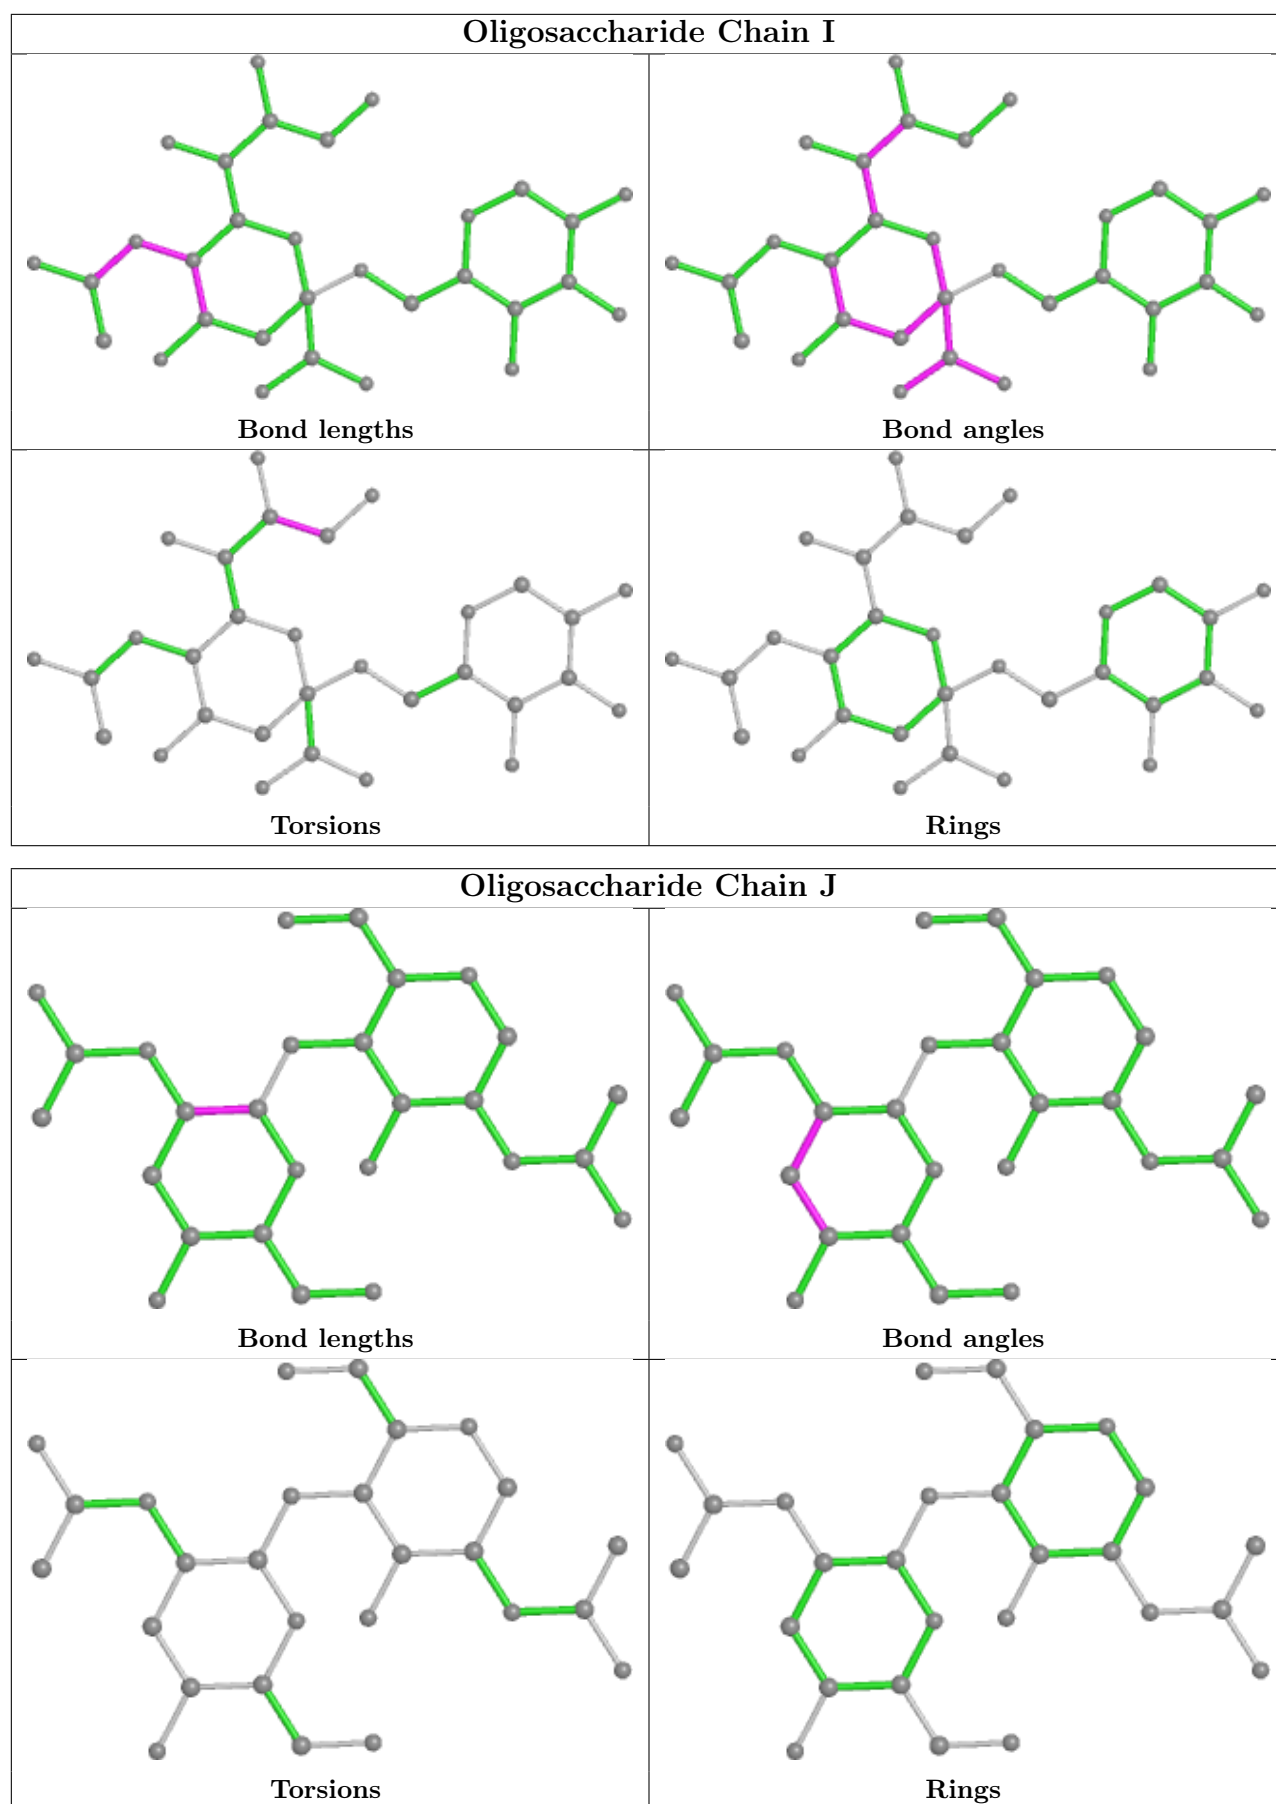 Oligosaccharide Chain I
Bond lengths
Bond angles
Torsions
Rings
Oligosaccharide Chain J
Bond lengths
Bond angles
Torsions
Rings